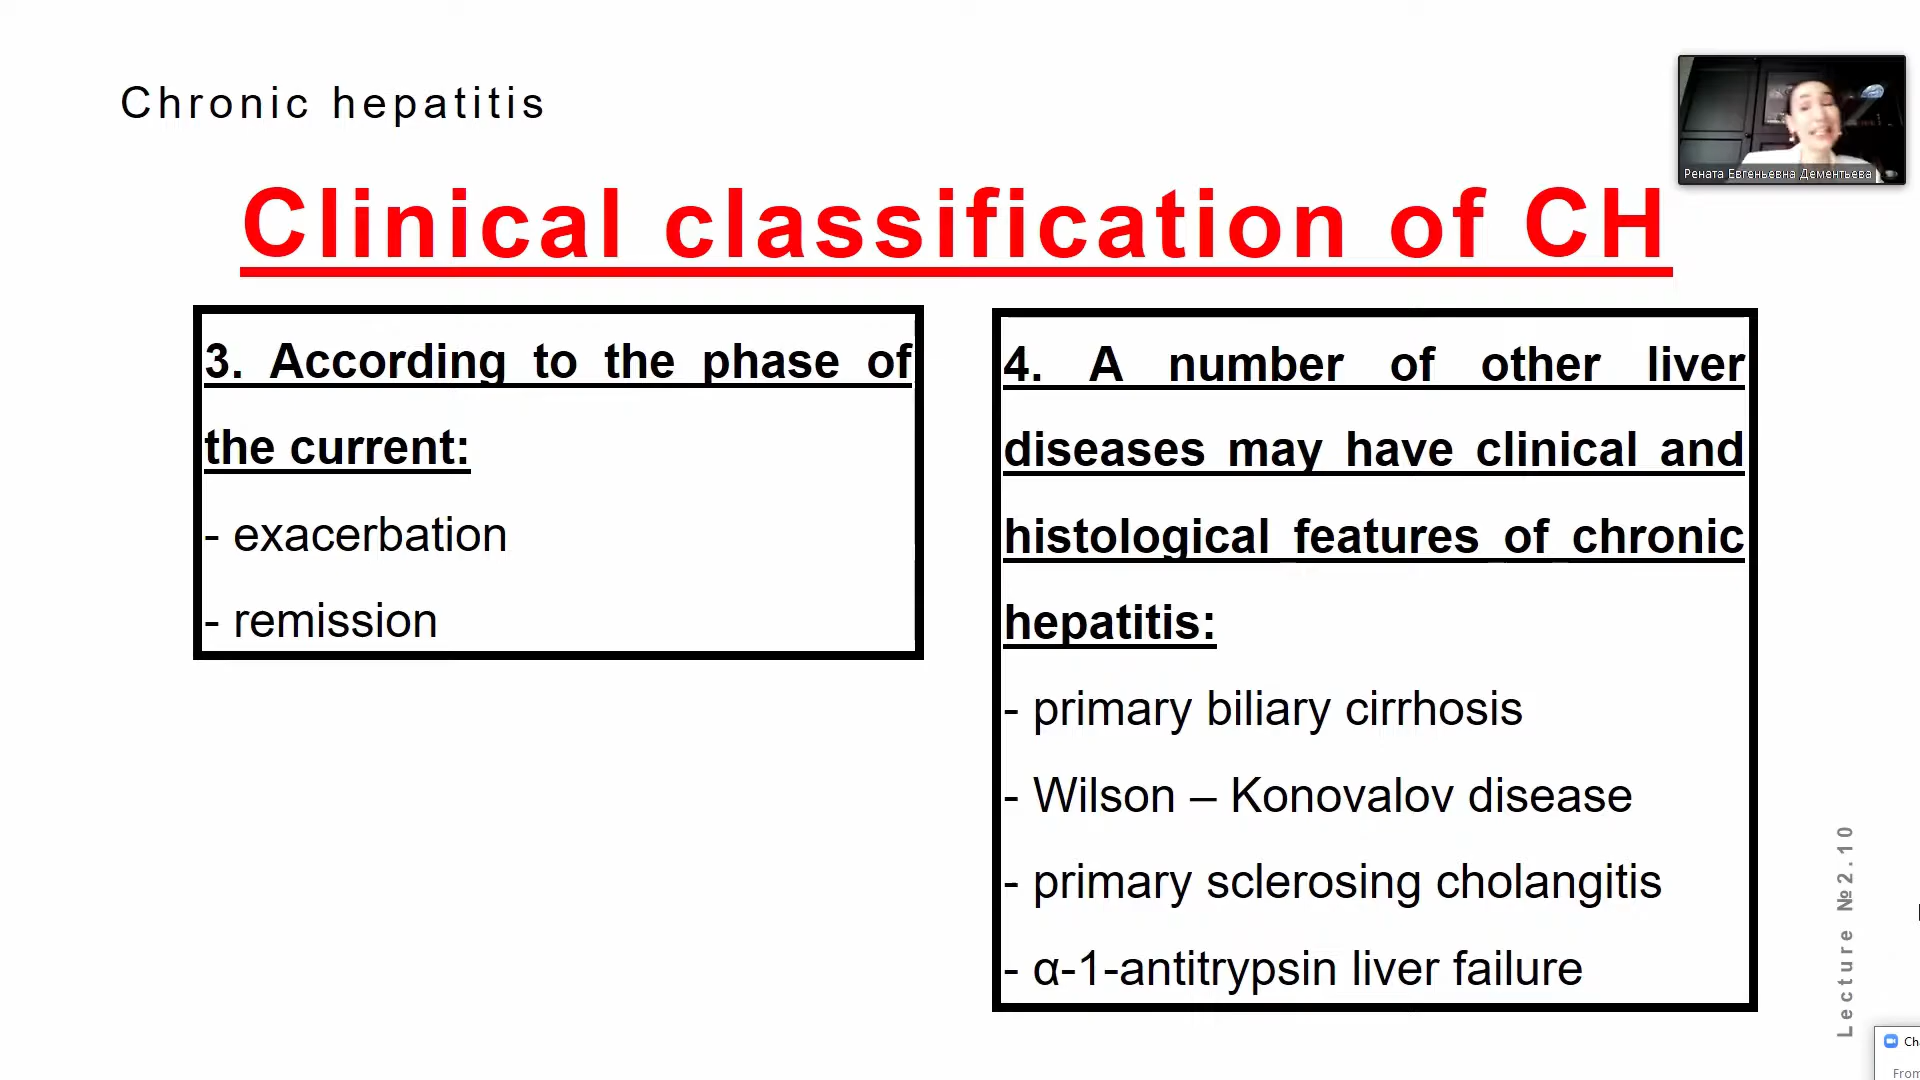 Chronic hepatitis
Рената Евгеньевна Дементьева
Clinical classification of CH
3. According to the phase of
the current:
- exacerbation
- remission
4. A number of other liver
diseases may have clinical and
histological features of chronic
hepatitis:
- primary biliary cirrhosis
- Wilson – Konovalov disease
- primary sclerosing cholangitis
- α-1-antitrypsin liver failure
Lecture №2.10
From